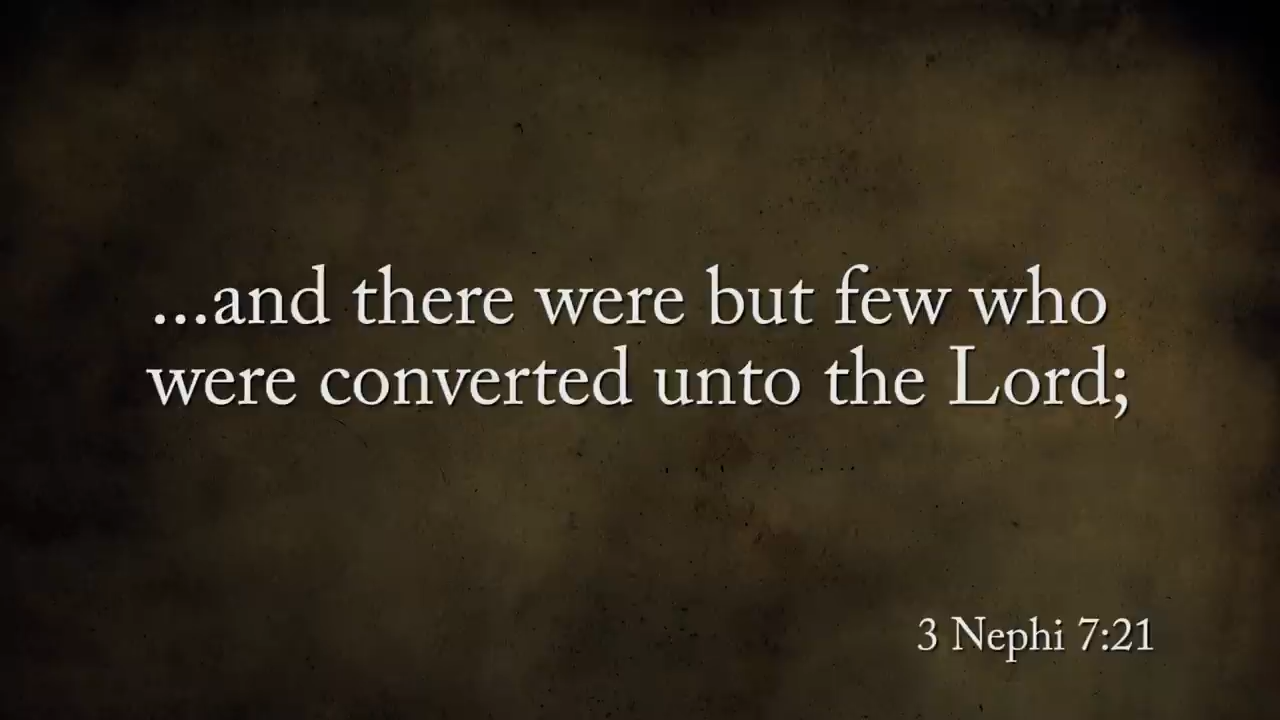 ...and there were but few who
were converted unto the Lord;
3 Nephi 7:21